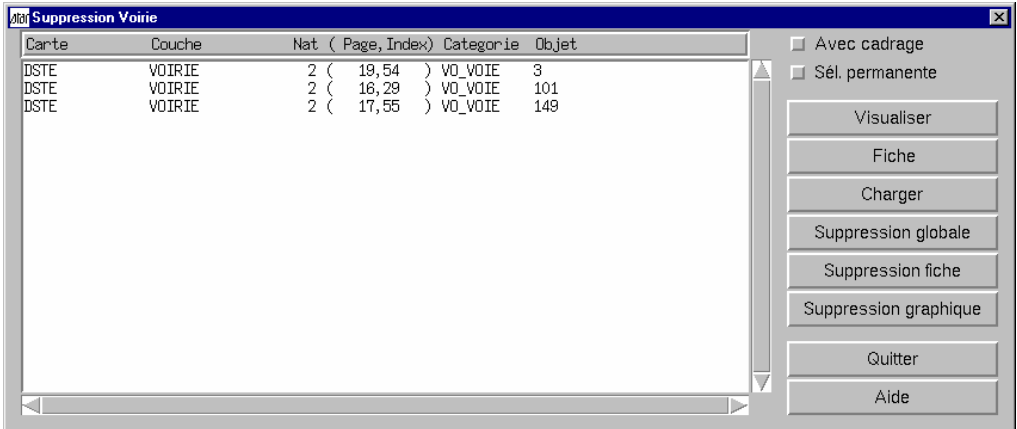 Suppression Voirie
Carte Couche Nat ( Page,Index) Categorie Objet
DSTE VOIRIE 2 ( 19,54 ) VO_VOIE 3
DSTE VOIRIE 2 ( 16,29 ) VO_VOIE 101
DSTE VOIRIE 2 ( 17,55 ) VO_VOIE 149
Avec cadrage
Sél. permanente
Visualiser
Fiche
Charger
Suppression globale
Suppression fiche
Suppression graphique
Quitter
Aide